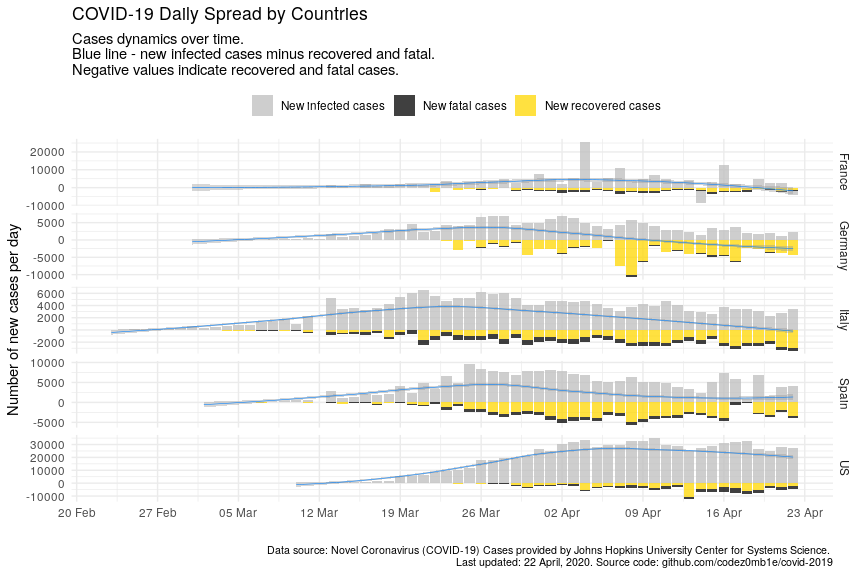 COVID-19 Daily Spread by Countries
Cases dynamics over time.
Blue line - new infected cases minus recovered and fatal.
Negative values indicate recovered and fatal cases.
New infected cases New fatal cases New recovered cases
Number of new cases per day
20000
10000
0
-10000
France
5000
0
-5000
-10000
Germany
6000
4000
2000
0
-2000
Italy
10000
5000
0
-5000
Spain
30000
20000
10000
0
-10000
US
20 Feb 27 Feb 05 Mar 12 Mar 19 Mar 26 Mar 02 Apr 09 Apr 16 Apr 23 Apr
Data source: Novel Coronavirus (COVID-19) Cases provided by Johns Hopkins University Center for Systems Science.
Last updated: 22 April, 2020. Source code: github.com/codez0mb1e/covid-2019